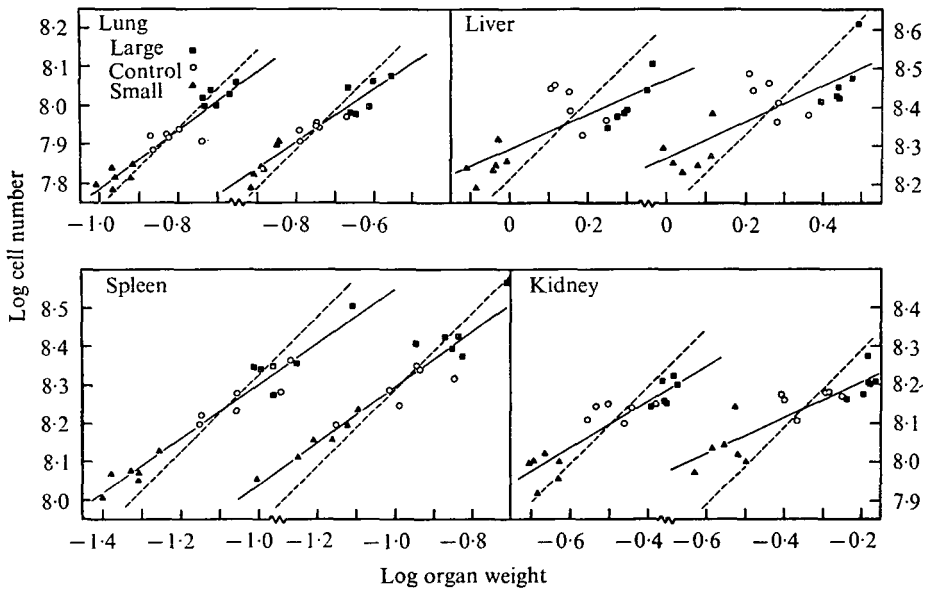 Lung
Large
Control
Small
8·2
8·1
8·0
7·9
7·8
−1·0 −0·8 −0·8 −0·6
Liver
8·6
8·5
8·4
8·3
8·2
0 0·2 0 0·2 0·4
Log cell number
Spleen
8·5
8·4
8·3
8·2
8·1
8·0
−1·4 −1·2 −1·0 −1·2 −1·0 −0·8
Kidney
8·4
8·3
8·2
8·1
8·0
7·9
−0·6 −0·4 −0·6 −0·4 −0·2
Log organ weight